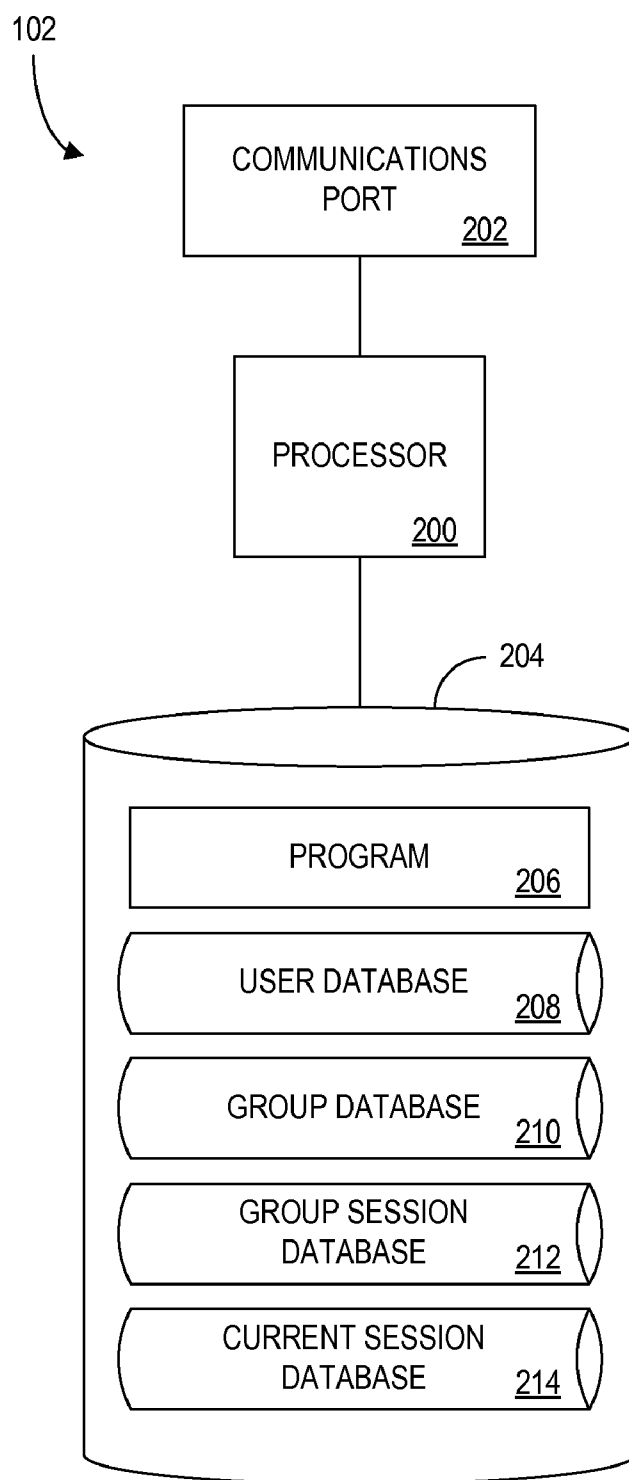 102
COMMUNICATIONS
PORT
202
PROCESSOR
200
204
PROGRAM
206
USER DATABASE
208
GROUP DATABASE
210
GROUP SESSION
DATABASE
212
CURRENT SESSION
DATABASE
214